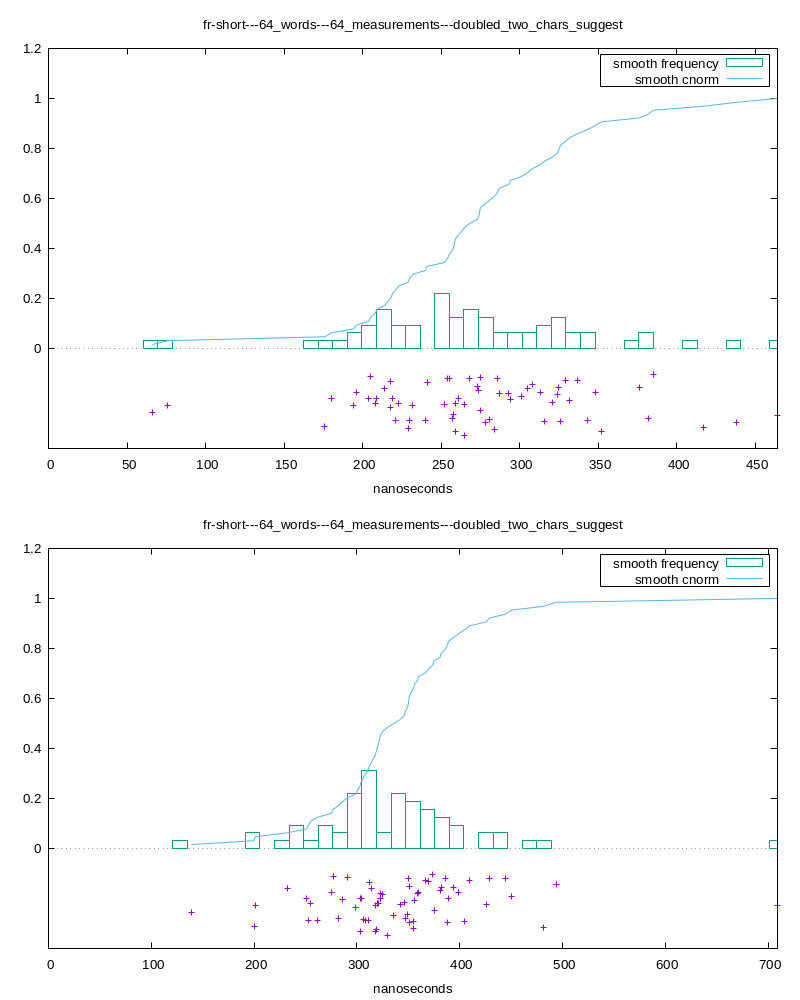 fr-short---64_words---64_measurements---doubled_two_chars_suggest
1.2
smooth frequency
smooth cnorm
1
0.8
0.6
0.4
0.2
0
0 50 100 150 200 250 300 350 400 450
nanoseconds
fr-short---64_words---64_measurements---doubled_two_chars_suggest
1.2
smooth frequency
smooth cnorm
1
0.8
0.6
0.4
0.2
0
0 100 200 300 400 500 600 700
nanoseconds